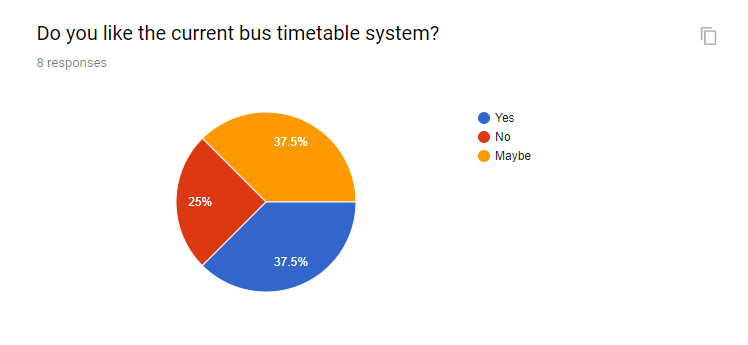 Do you like the current bus timetable system?
8 responses
37.5%
25%
37.5%
Yes
No
Maybe